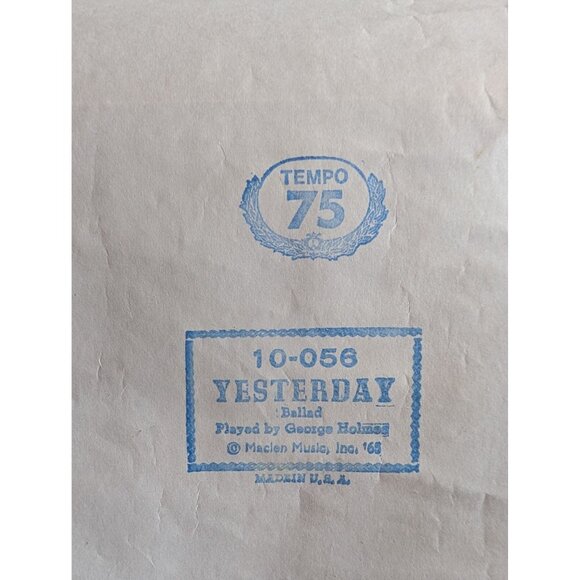 TEMPO
75
10-056
YESTERDAY
Ballad
Played by George Holmes
© Maclen Music, Inc. '65
MADE IN U.S.A.